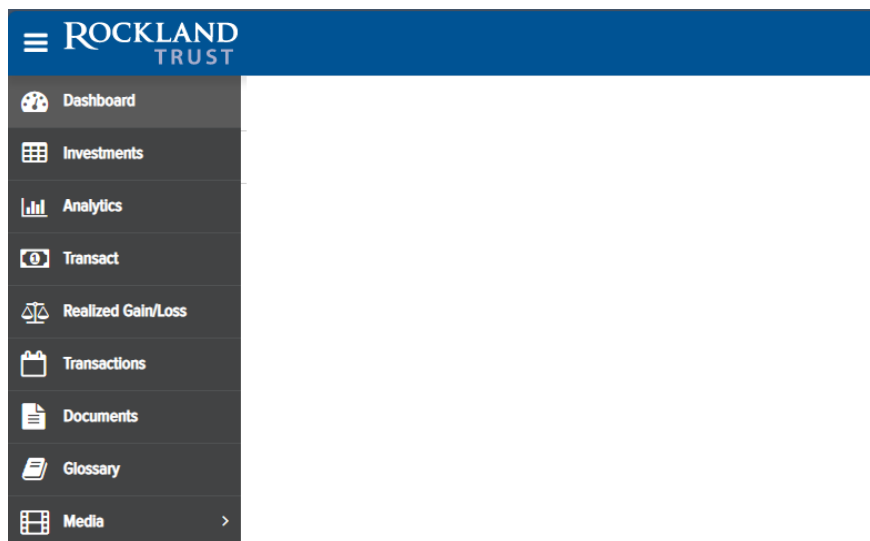 ROCKLAND
TRUST
Dashboard
Investments
Analytics
Transact
Realized Gain/Loss
Transactions
Documents
Glossary
Media